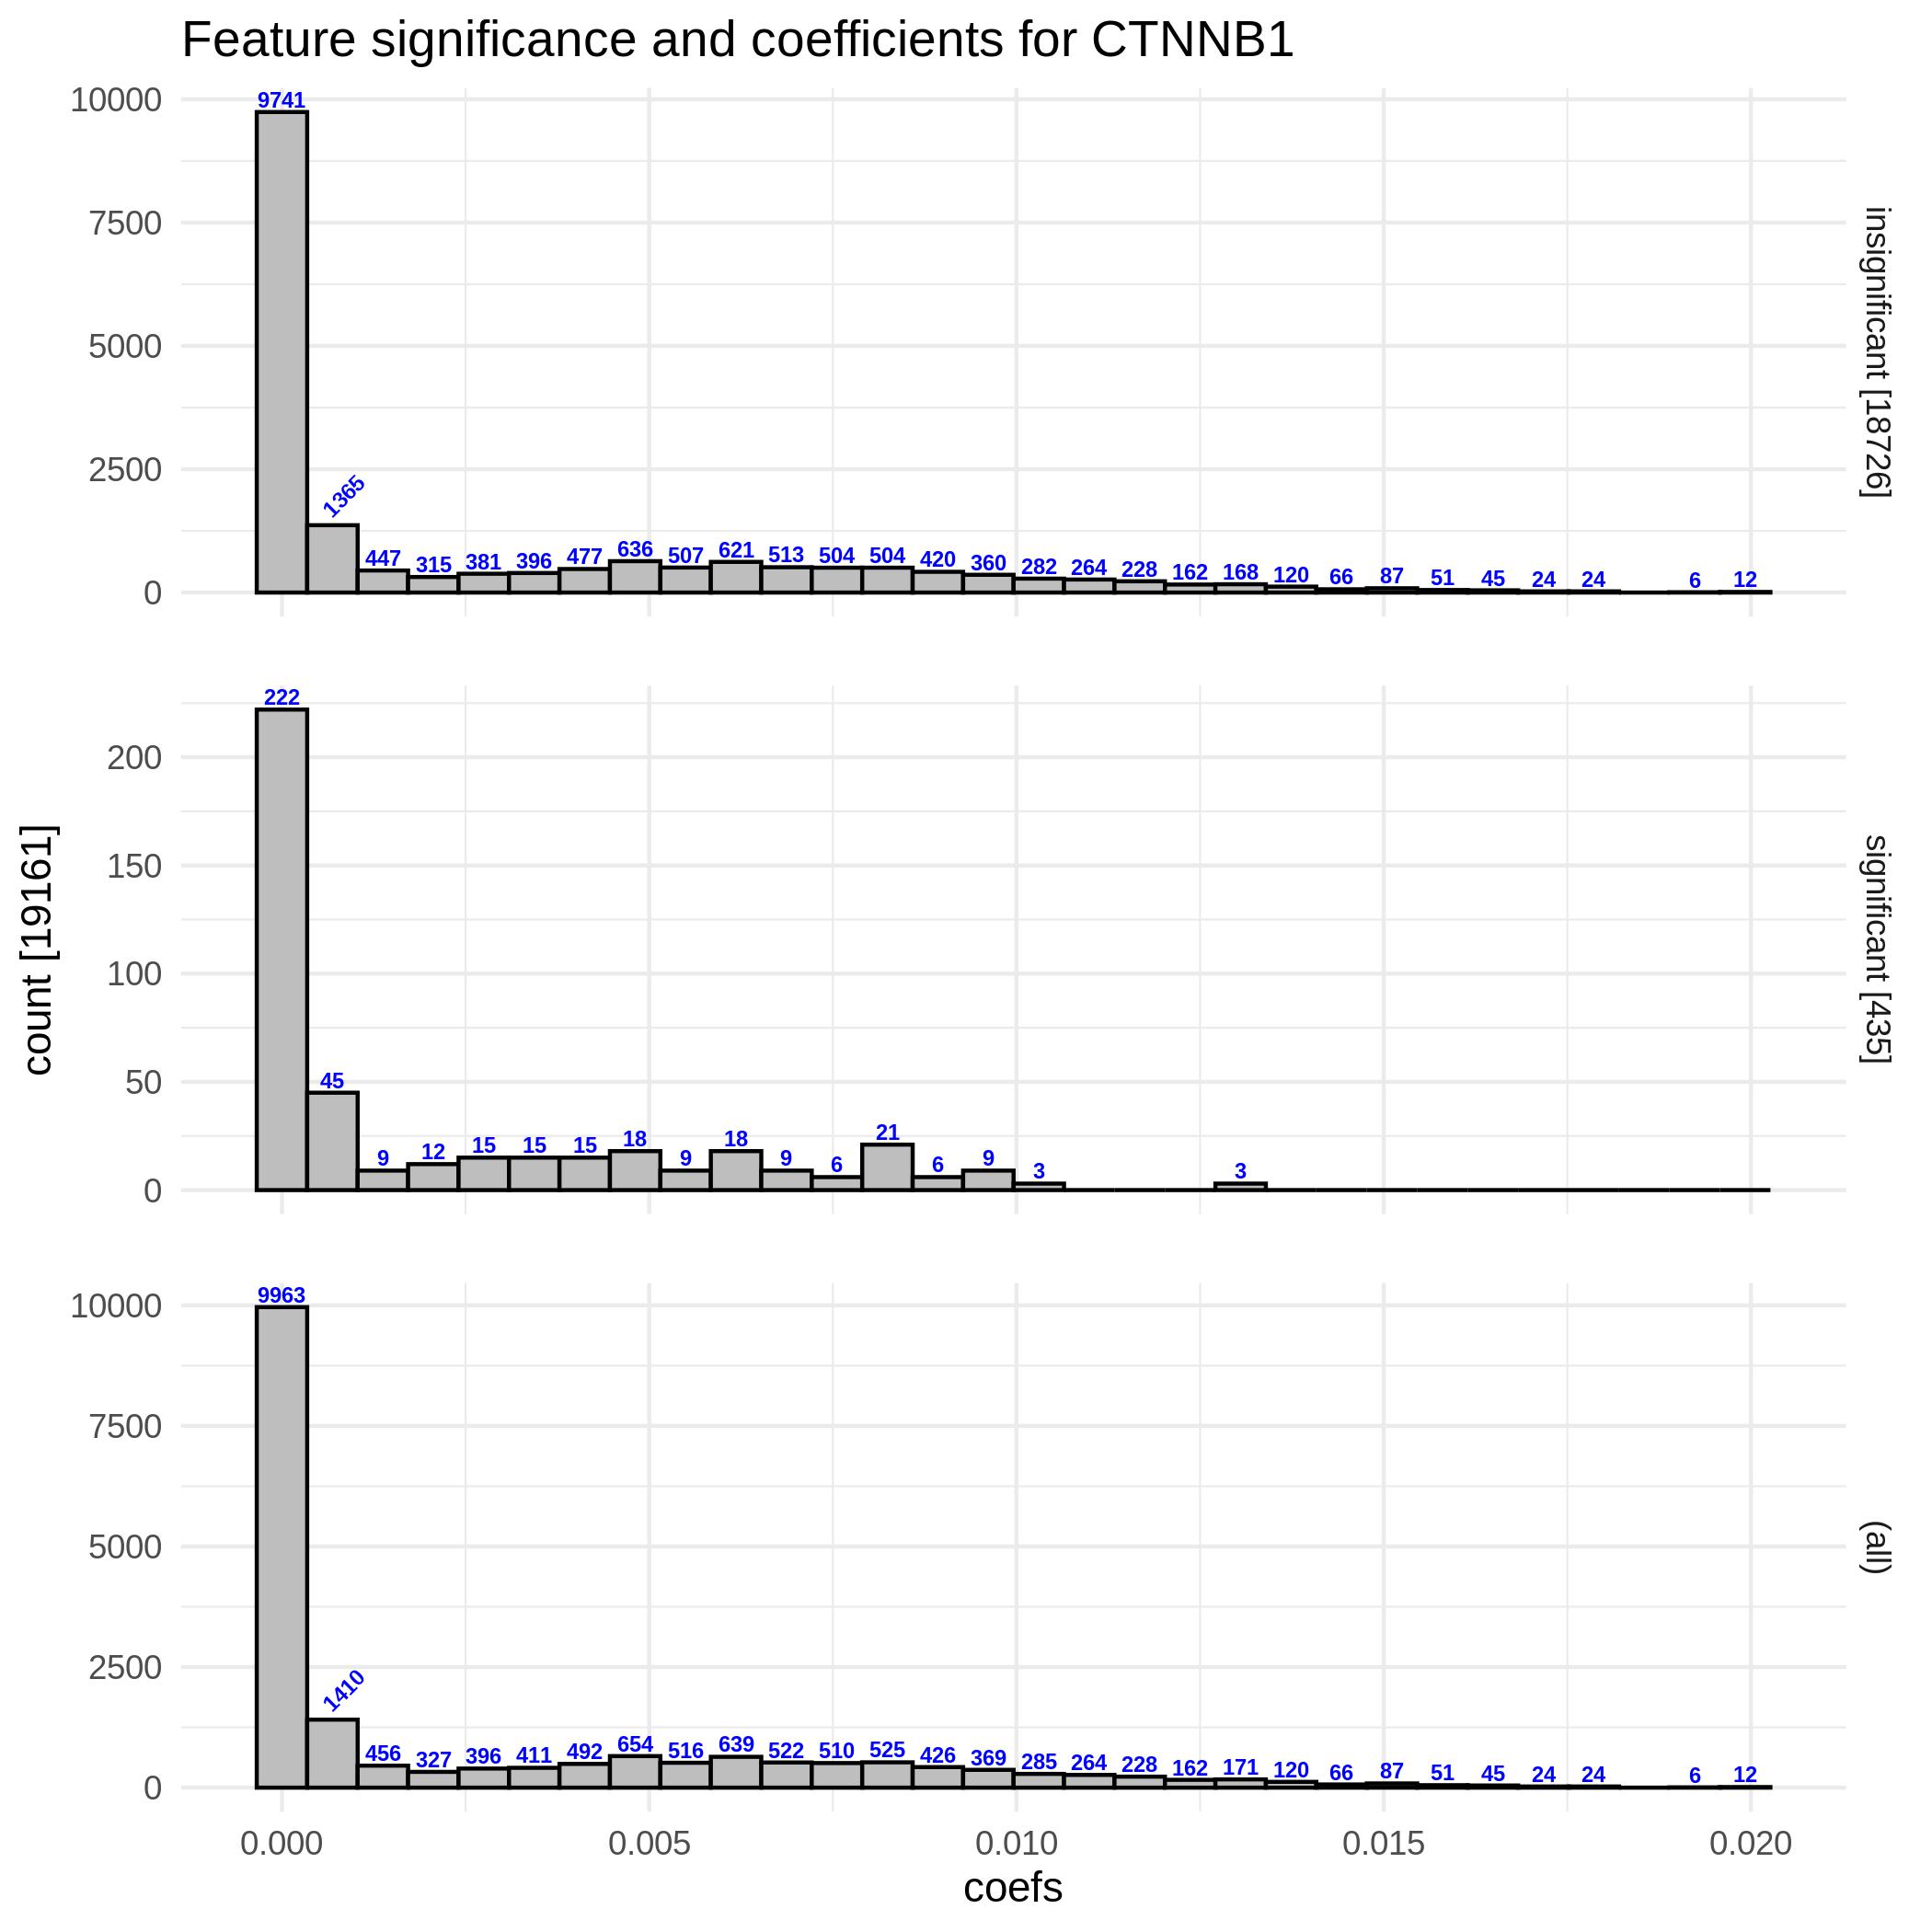 Feature significance and coefficients for CTNNB1
10000
7500
5000
2500
0
9741
1365
447 315 381 396 477 636 507 621 513 504 504 420 360 282 264 228 162 168 120 66 87 51 45 24 24 6 12
insignificant [18726]
count [19161]
200
150
100
50
0
222
45
9 12 15 15 15 18 9 18 9 6 21 6 9 3 3
significant [435]
10000
7500
5000
2500
0
9963
1410
456 327 396 411 492 654 516 639 522 510 525 426 369 285 264 228 162 171 120 66 87 51 45 24 24 6 12
(all)
0.000 0.005 0.010 0.015 0.020
coefs